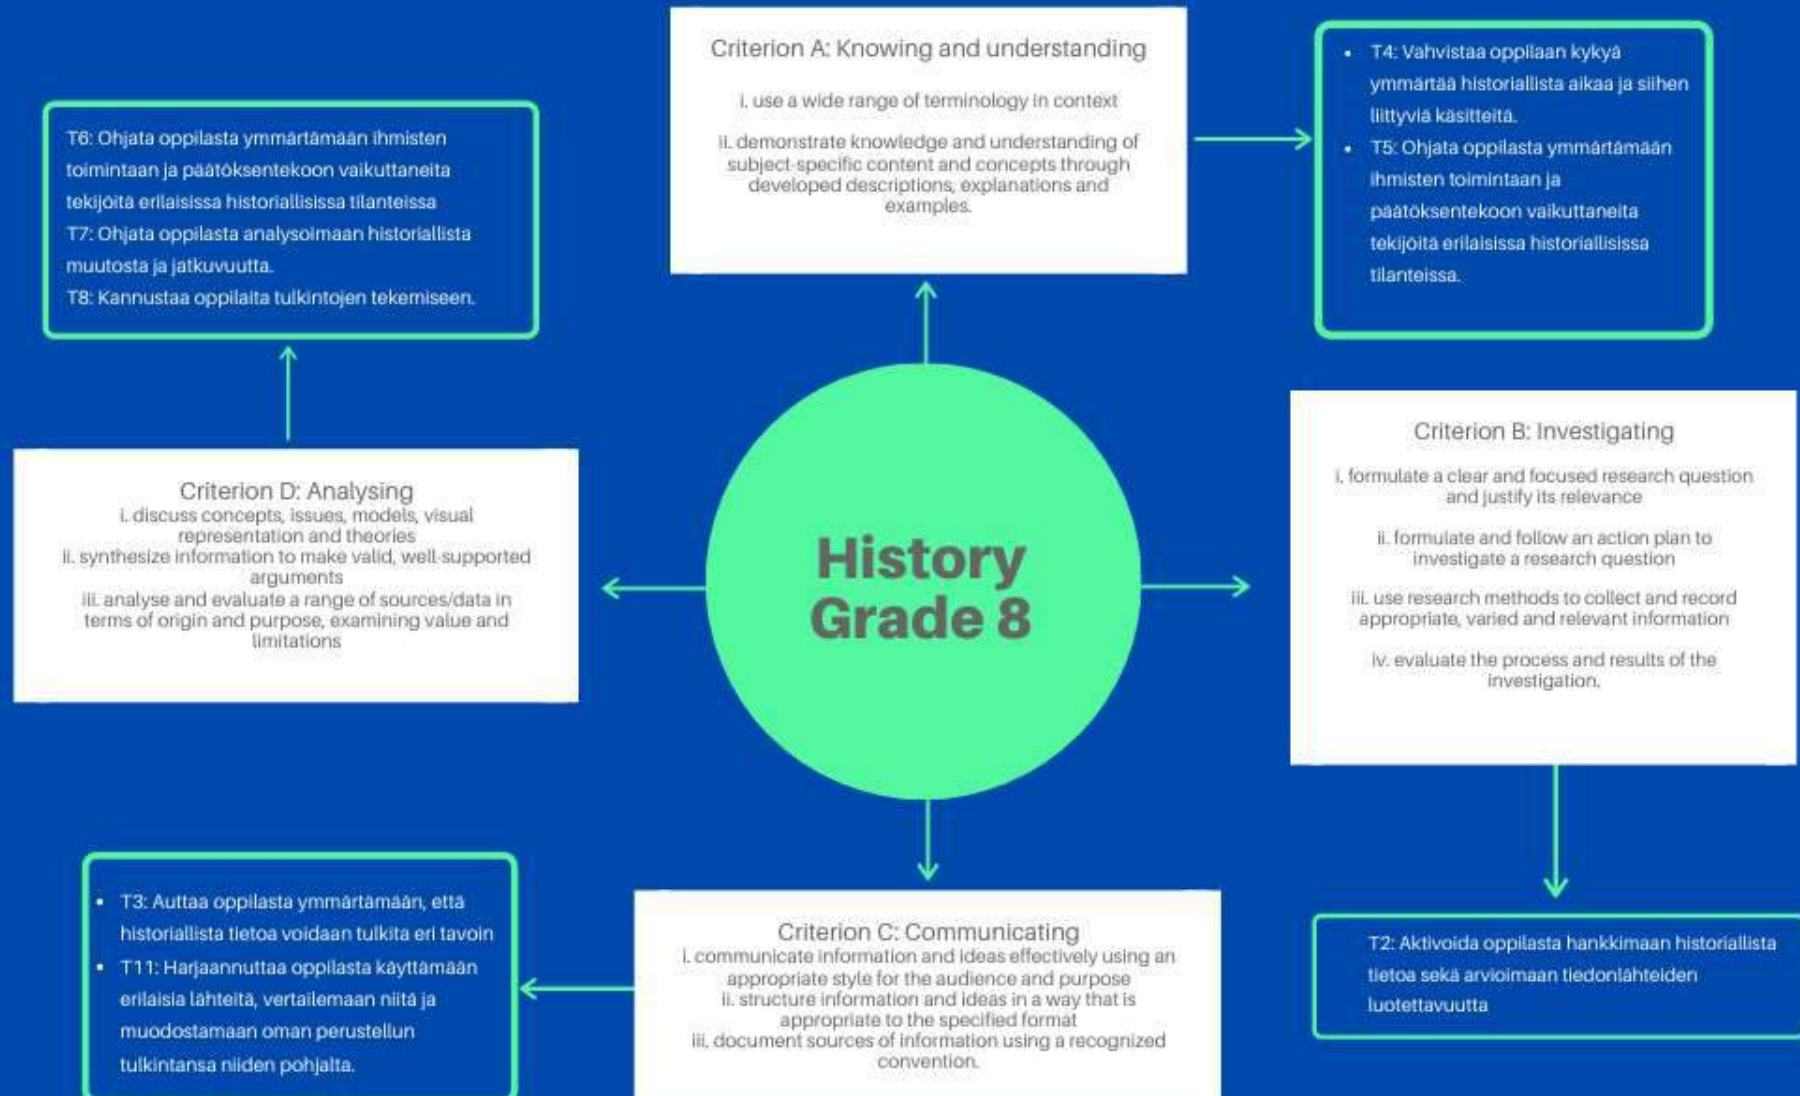 Criterion A: Knowing and understanding
i. use a wide range of terminology in context
ii. demonstrate knowledge and understanding of
subject-specific content and concepts through
developed descriptions, explanations and
examples.
• T4: Vahvistaa oppilaan kykyä
ymmärtää historiallista aikaa ja siihen
liittyviä käsitteitä.
• T5: Ohjata oppilasta ymmärtämään
ihmisten toimintaan ja
päätöksentekoon vaikuttaneita
tekijöitä erilaisissa historiallisissa
tilanteissa.
T6: Ohjata oppilasta ymmärtämään ihmisten
toimintaan ja päätöksentekoon vaikuttaneita
tekijöitä erilaisissa historiallisissa tilanteissa
T7: Ohjata oppilasta analysoimaan historiallista
muutosta ja jatkuvuutta.
T8: Kannustaa oppilaita tulkintojen tekemiseen.
Criterion D: Analysing
i. discuss concepts, issues, models, visual
representation and theories
ii. synthesize information to make valid, well-supported
arguments
iii. analyse and evaluate a range of sources/data in
terms of origin and purpose, examining value and
limitations
History
Grade 8
Criterion B: Investigating
i. formulate a clear and focused research question
and justify its relevance
ii. formulate and follow an action plan to
investigate a research question
iii. use research methods to collect and record
appropriate, varied and relevant information
iv. evaluate the process and results of the
investigation.
• T3: Auttaa oppilasta ymmärtämään, että
historiallista tietoa voidaan tulkita eri tavoin
• T11: Harjaannuttaa oppilasta käyttämään
erilaisia lähteitä, vertailemaan niitä ja
muodostamaan oman perustellun
tulkintansa niiden pohjalta.
Criterion C: Communicating
i. communicate information and ideas effectively using an
appropriate style for the audience and purpose
ii. structure information and ideas in a way that is
appropriate to the specified format
iii. document sources of information using a recognized
convention.
T2: Aktivoida oppilasta hankkimaan historiallista
tietoa sekä arvioimaan tiedonlähteiden
luotettavuutta